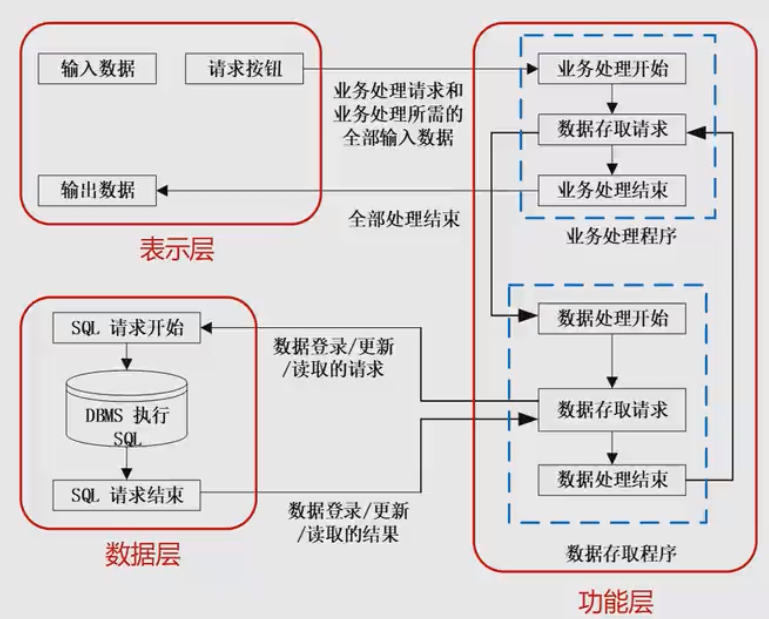 输入数据
请求按钮
业务处理请求和
业务处理所需的
全部输入数据
业务处理开始
数据存取请求
业务处理结束
业务处理程序
输出数据
全部处理结束
表示层
SQL 请求开始
DBMS 执行
SQL
SQL 请求结束
数据层
数据登录/更新
/读取的请求
数据登录/更新
/读取的结果
数据处理开始
数据存取请求
数据处理结束
数据存取程序
功能层